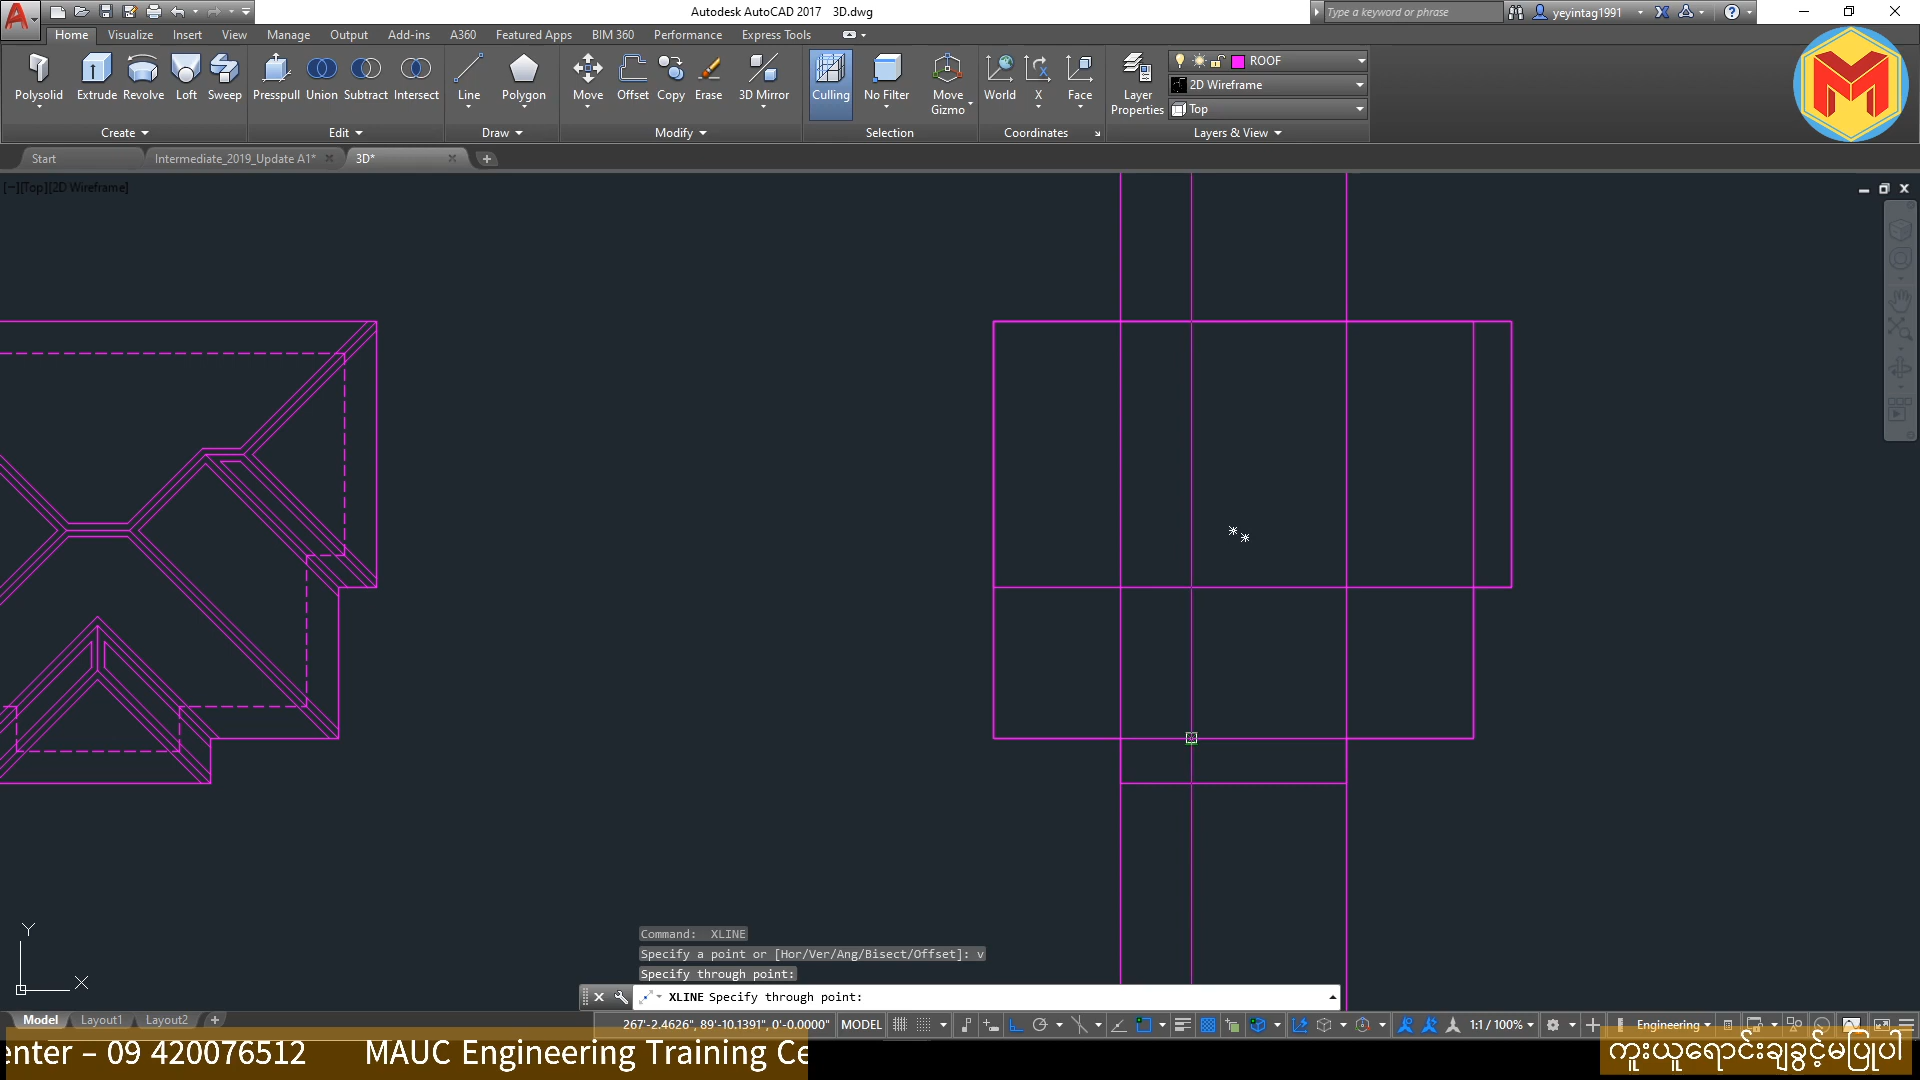 Autodesk AutoCAD 2017 3D.dwg
Type a keyword or phrase
yeyintag1991
Home Visualize Insert View Manage Output Add-ins A360 Featured Apps BIM 360 Performance Express Tools
Polysolid Extrude Revolve Loft Sweep Presspull Union Subtract Intersect Line Polygon Move Offset Copy Erase 3D Mirror Culling No Filter Move Gizmo World X Face Layer Properties
ROOF
2D Wireframe
Top
Create Edit Draw Modify Selection Coordinates Layers & View
Start Intermediate_2019_Update A1* 3D*
[−][Top][2D Wireframe]
Y
X
Command: XLINE
Specify a point or [Hor/Ver/Ang/Bisect/Offset]: v
Specify through point:
XLINE Specify through point:
Model Layout1 Layout2
267'-2.4626", 89'-10.1391", 0'-0.0000" MODEL 1:1 / 100% Engineering
enter – 09 420076512 MAUC Engineering Training Ce
ကူးယူရောင်းချခွင့်မပြုပါ